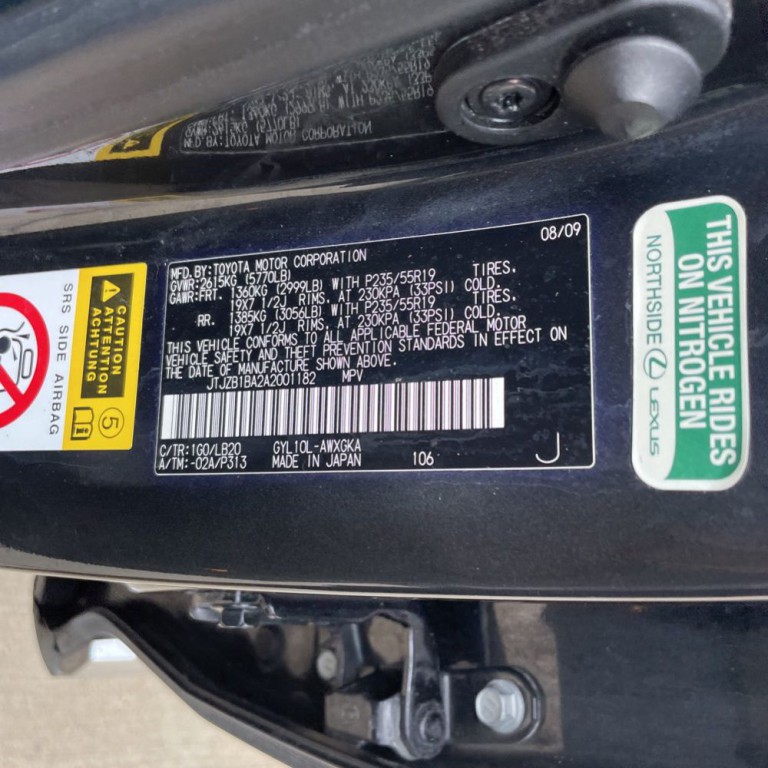 08/09
MFD.BY:TOYOTA MOTOR CORPORATION
GVWR:2615KG (5770LB)
GAWR:FRT. 1360KG (2999LB) WITH P235/55R19 TIRES,
19X7 1/2J RIMS, AT 230KPA (33PSI) COLD.
RR. 1385KG (3056LB) WITH P235/55R19 TIRES,
19X7 1/2J RIMS, AT 230KPA (33PSI) COLD.
THIS VEHICLE CONFORMS TO ALL APPLICABLE FEDERAL MOTOR
VEHICLE SAFETY AND THEFT PREVENTION STANDARDS IN EFFECT ON
THE DATE OF MANUFACTURE SHOWN ABOVE.
JTJZB1BA2A2001182 MPV
C/TR:1G0/LB20 GYL10L-AWXGKA
A/TM:-02A/P313 MADE IN JAPAN 106 J
SRS SIDE AIRBAG
CAUTION
ATTENTION
ACHTUNG
5
THIS VEHICLE RIDES
ON NITROGEN
NORTHSIDE LEXUS